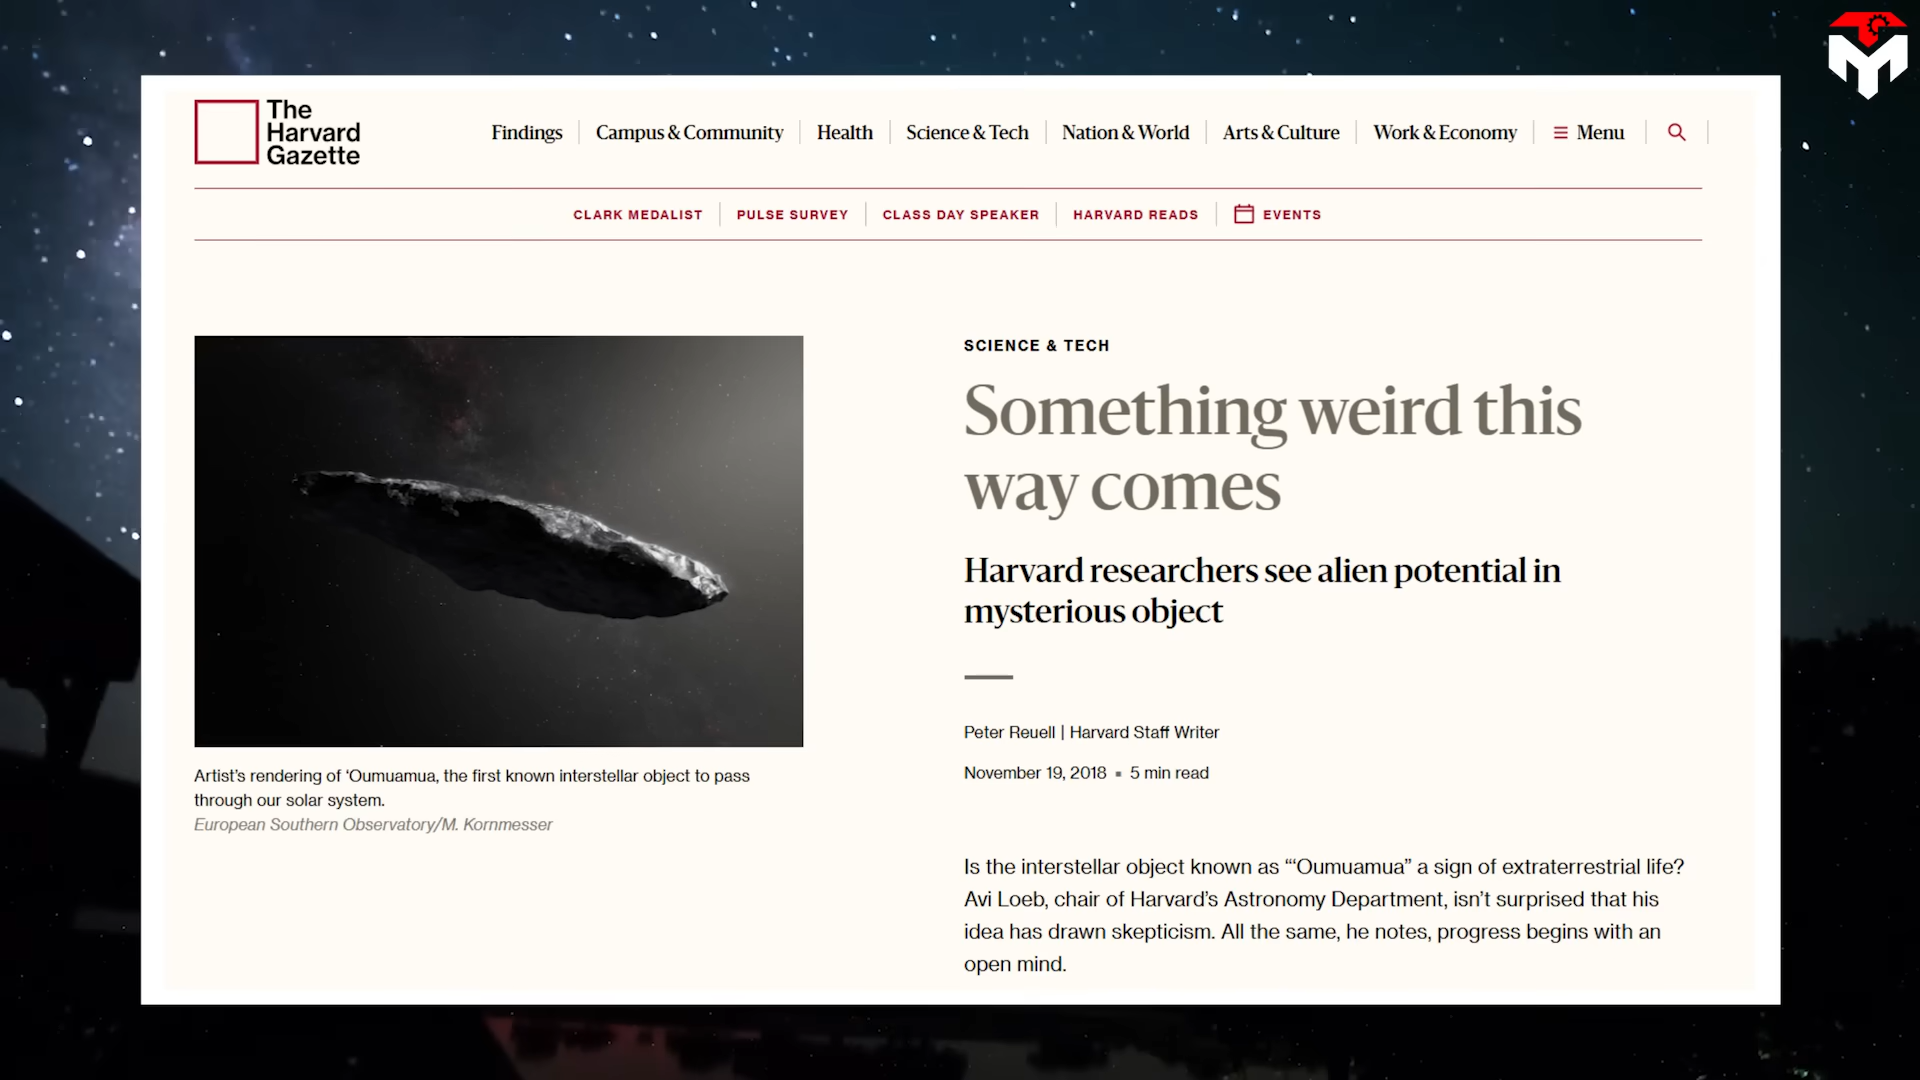 The
Harvard
Gazette
Findings
Campus & Community
Health
Science & Tech
Nation & World
Arts & Culture
Work & Economy
Menu
CLARK MEDALIST
PULSE SURVEY
CLASS DAY SPEAKER
HARVARD READS
EVENTS
Artist’s rendering of ‘Oumuamua, the first known interstellar object to pass
through our solar system.
European Southern Observatory/M. Kornmesser
SCIENCE & TECH
Something weird this
way comes
Harvard researchers see alien potential in
mysterious object
Peter Reuell | Harvard Staff Writer
November 19, 2018 ▪ 5 min read
Is the interstellar object known as “‘Oumuamua” a sign of extraterrestrial life?
Avi Loeb, chair of Harvard’s Astronomy Department, isn’t surprised that his
idea has drawn skepticism. All the same, he notes, progress begins with an
open mind.